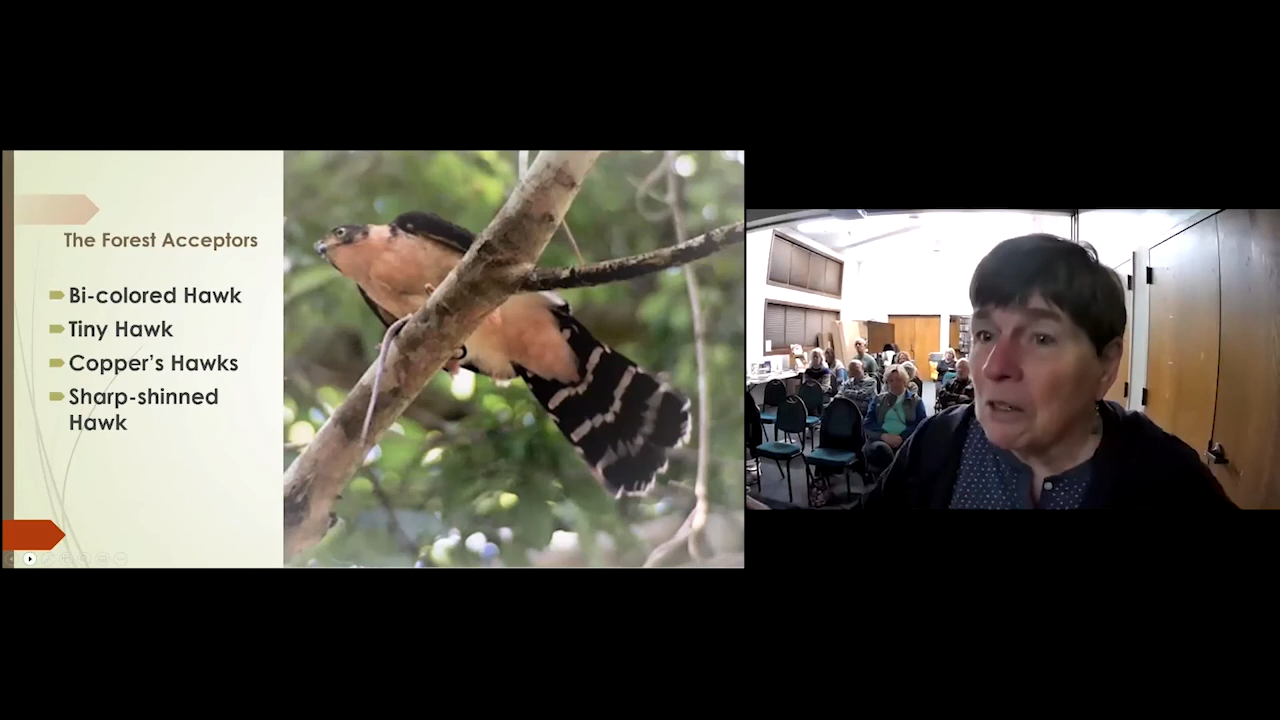 The Forest Acceptors
Bi-colored Hawk
Tiny Hawk
Copper's Hawks
Sharp-shinned
Hawk